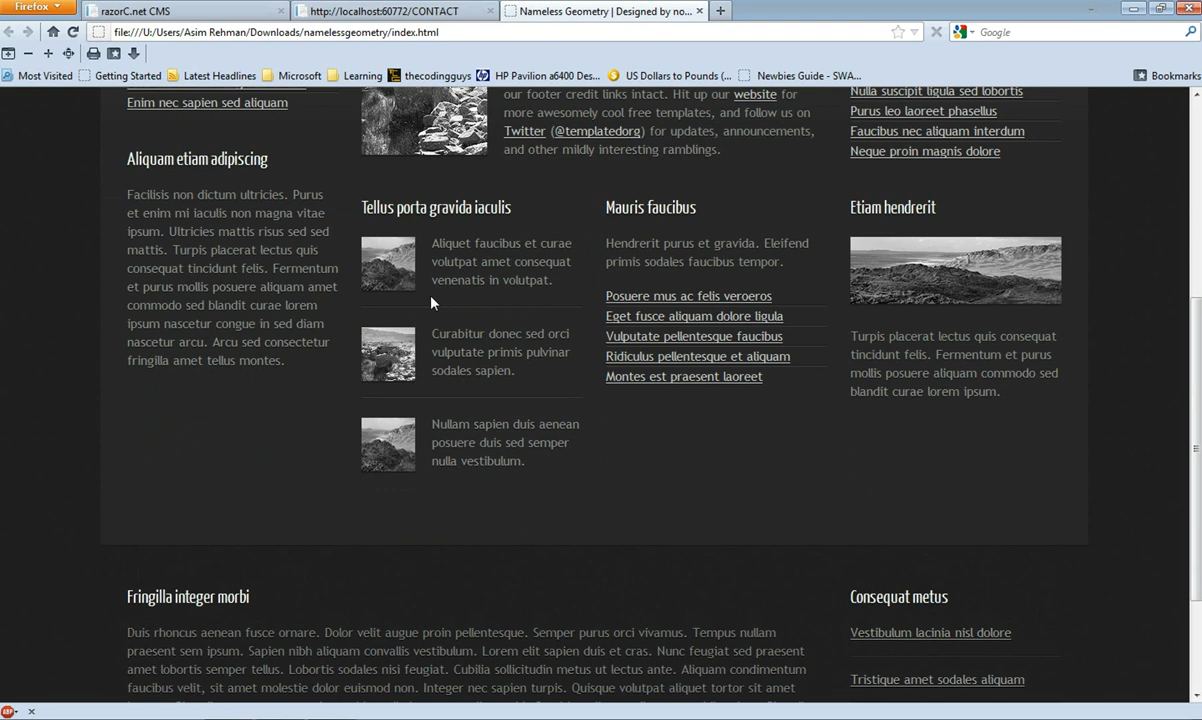 Firefox
razorC.net CMS
http://localhost:60772/CONTACT
Nameless Geometry | Designed by no...
file:///U:/Users/Asim Rehman/Downloads/namelessgeometry/index.html
Google
Most Visited
Getting Started
Latest Headlines
Microsoft
Learning
thecodingguys
HP Pavilion a6400 Des...
US Dollars to Pounds (...
Newbies Guide - SWA...
Bookmarks
Enim nec sapien sed aliquam
Aliquam etiam adipiscing
Facilisis non dictum ultricies. Purus
et enim mi iaculis non magna vitae
ipsum. Ultricies mattis risus sed sed
mattis. Turpis placerat lectus quis
consequat tincidunt felis. Fermentum
et purus mollis posuere aliquam amet
commodo sed blandit curae lorem
ipsum nascetur congue in sed diam
nascetur arcu. Arcu sed consectetur
fringilla amet tellus montes.
our footer credit links intact. Hit up our website for
more awesomely cool free templates, and follow us on
Twitter (@templatedorg) for updates, announcements,
and other mildly interesting ramblings.
Nulla suscipit ligula sed lobortis
Purus leo laoreet phasellus
Faucibus nec aliquam interdum
Neque proin magnis dolore
Tellus porta gravida iaculis
Aliquet faucibus et curae
volutpat amet consequat
venenatis in volutpat.
Curabitur donec sed orci
vulputate primis pulvinar
sodales sapien.
Nullam sapien duis aenean
posuere duis sed semper
nulla vestibulum.
Mauris faucibus
Hendrerit purus et gravida. Eleifend
primis sodales faucibus tempor.
Posuere mus ac felis veroeros
Eget fusce aliquam dolore ligula
Vulputate pellentesque faucibus
Ridiculus pellentesque et aliquam
Montes est praesent laoreet
Etiam hendrerit
Turpis placerat lectus quis consequat
tincidunt felis. Fermentum et purus
mollis posuere aliquam commodo sed
blandit curae lorem ipsum.
Fringilla integer morbi
Duis rhoncus aenean fusce ornare. Dolor velit augue proin pellentesque. Semper purus orci vivamus. Tempus nullam
praesent sem ipsum. Sapien nibh aliquam convallis vestibulum. Lorem elit sapien duis et cras. Nunc feugiat sed praesent
amet lobortis semper tellus. Lobortis sodales nisi feugiat. Cubilia sollicitudin metus ut lectus ante. Aliquam condimentum
faucibus velit, sit amet molestie dolor euismod non. Integer nec sapien turpis. Quisque volutpat aliquet tortor sit amet
Consequat metus
Vestibulum lacinia nisl dolore
Tristique amet sodales aliquam
ABP